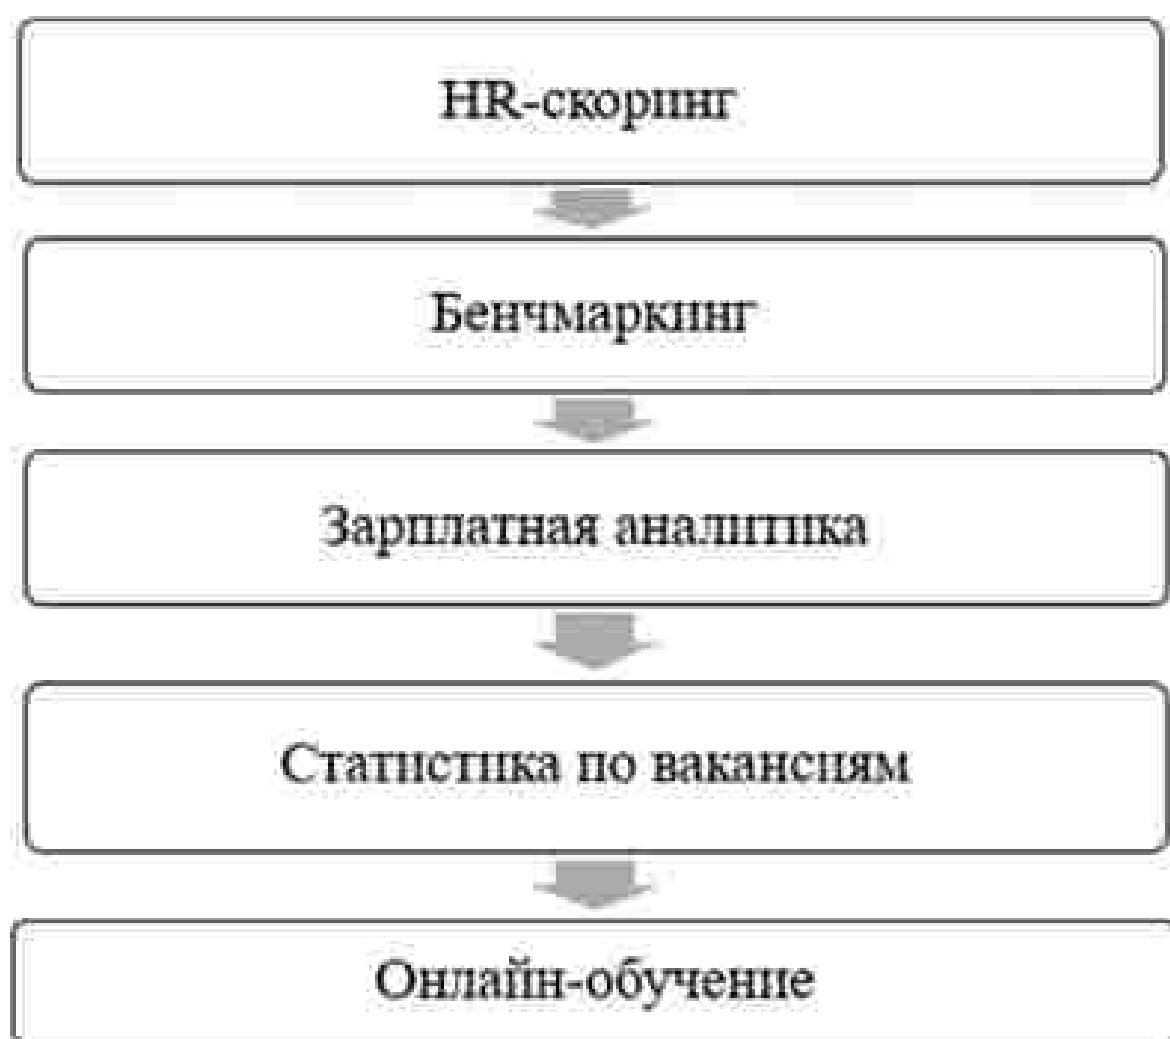 HR-скоринг
Бенчмаркинг
Зарплатная аналитика
Статистика по вакансиям
Онлайн-обучение